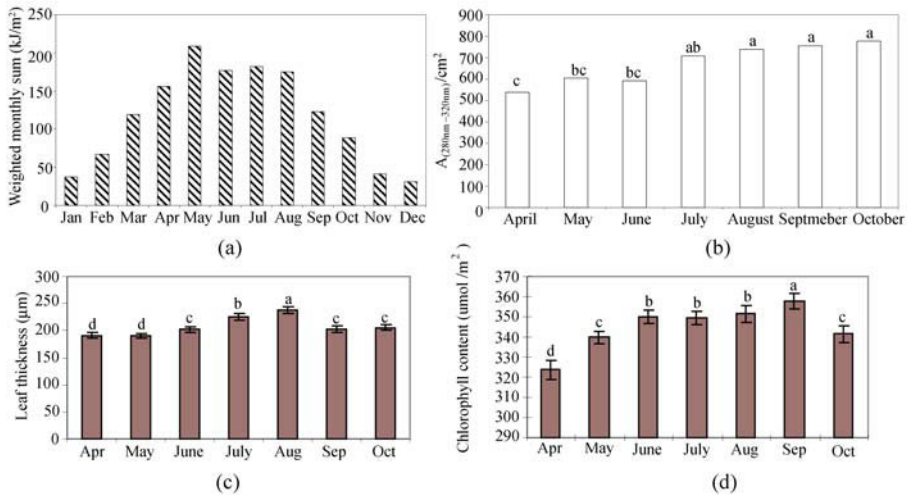 250
200
150
100
50
0
Weighted monthly sum (kJ/m²)
Jan Feb Mar Apr May Jun Jul Aug Sep Oct Nov Dec
(a)
900
800
700
600
500
400
300
200
100
0
A(280nm–320nm)/cm²
c bc bc ab a a a
April May June July August Septmeber October
(b)
300
250
200
150
100
50
0
Leaf thickness (μm)
d d c b a c c
Apr May June July Aug Sep Oct
(c)
370
360
350
340
330
320
310
300
290
Chlorophyll content (umol /m²)
d c b b b a c
Apr May June July Aug Sep Oct
(d)